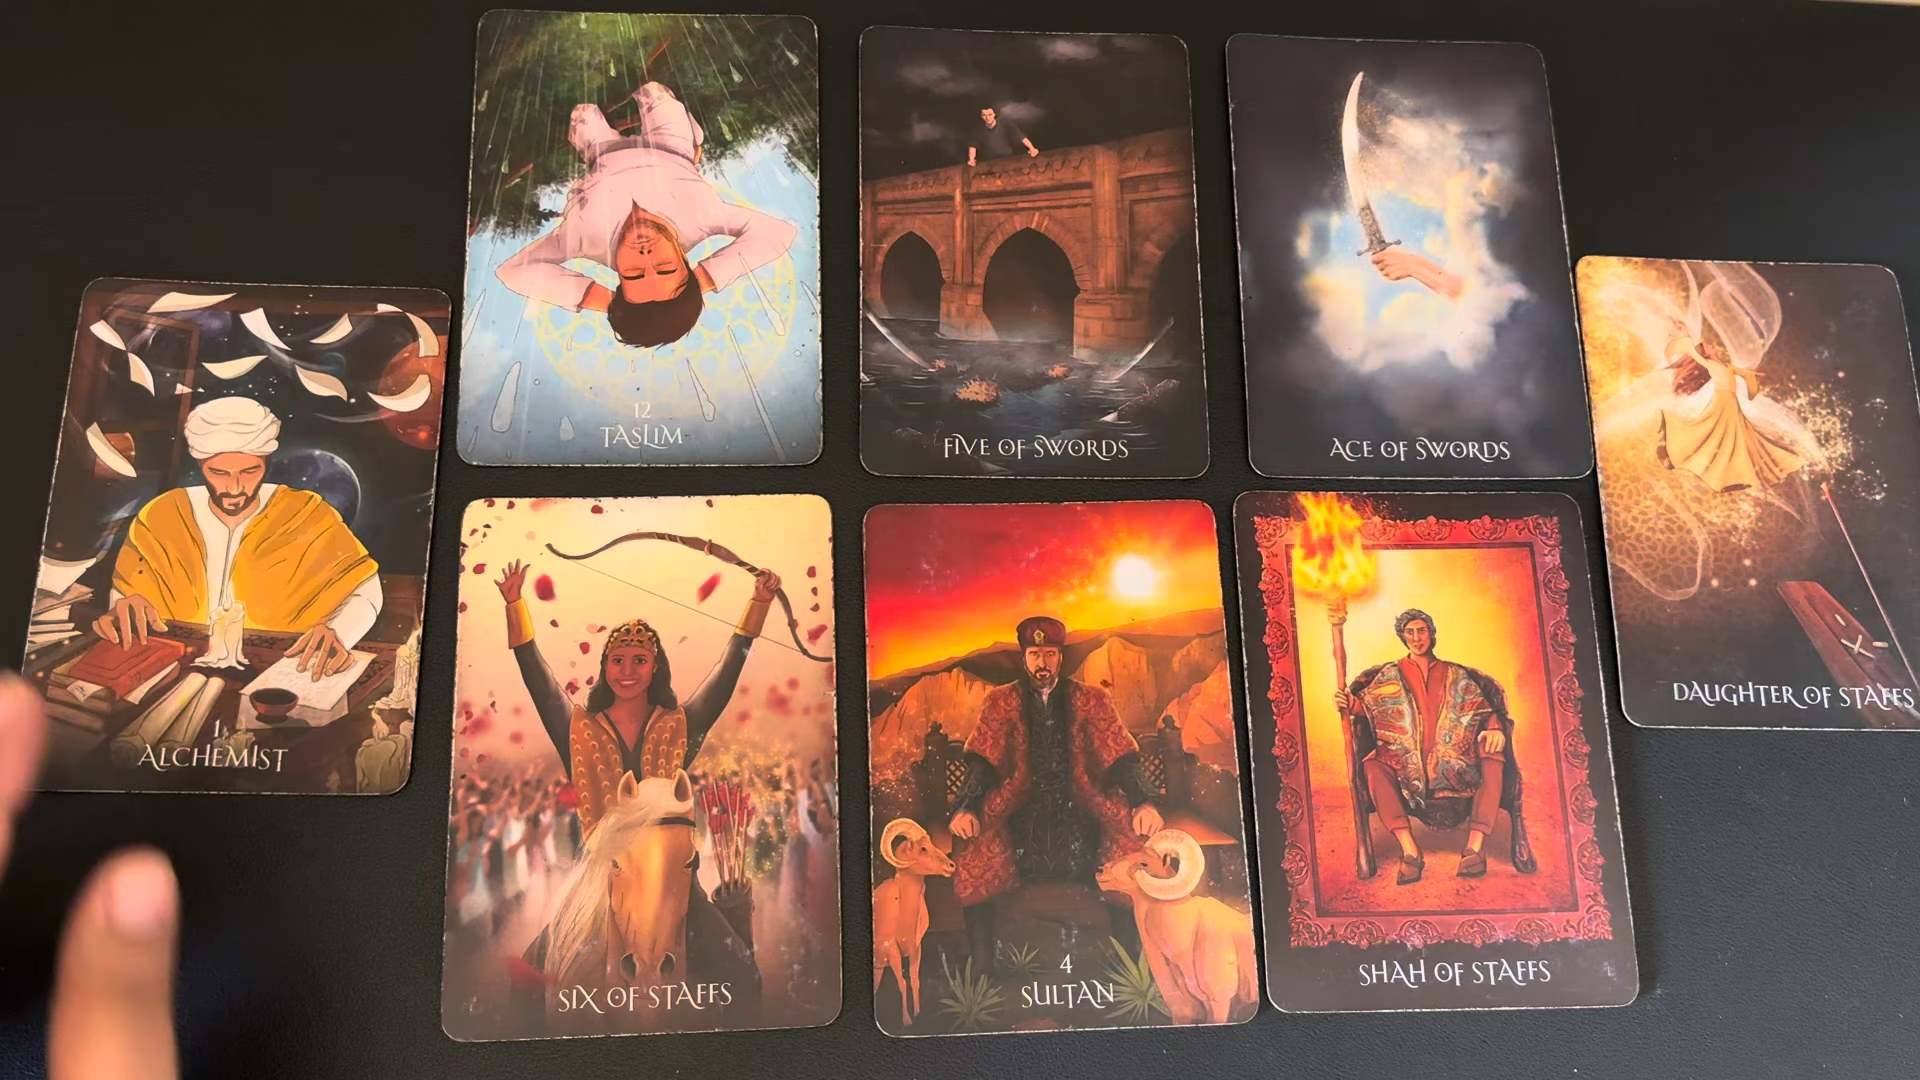 12
TASLIM
FIVE OF SWORDS
ACE OF SWORDS
1
ALCHEMIST
DAUGHTER OF STAFFS
SIX OF STAFFS
4
SULTAN
SHAH OF STAFFS